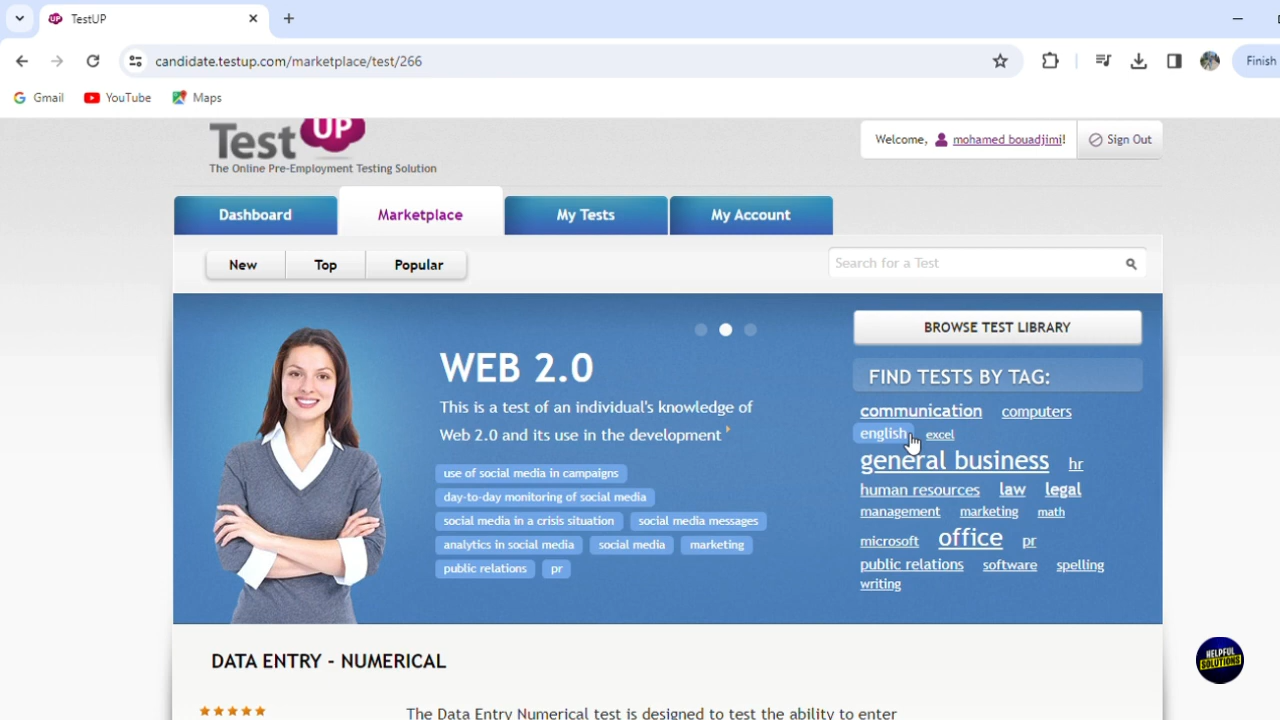 TestUP
candidate.testup.com/marketplace/test/266
Finish
Gmail YouTube Maps
Test UP
The Online Pre-Employment Testing Solution
Welcome, mohamed bouadjimi! Sign Out
Dashboard Marketplace My Tests My Account
New Top Popular Search for a Test
BROWSE TEST LIBRARY
WEB 2.0
This is a test of an individual's knowledge of
Web 2.0 and its use in the development
use of social media in campaigns
day-to-day monitoring of social media
social media in a crisis situation social media messages
analytics in social media social media marketing
public relations pr
FIND TESTS BY TAG:
communication computers
english excel
general business hr
human resources law legal
management marketing math
microsoft office pr
public relations software spelling
writing
DATA ENTRY - NUMERICAL
The Data Entry Numerical test is designed to test the ability to enter
HELPFUL
SOLUTIONS